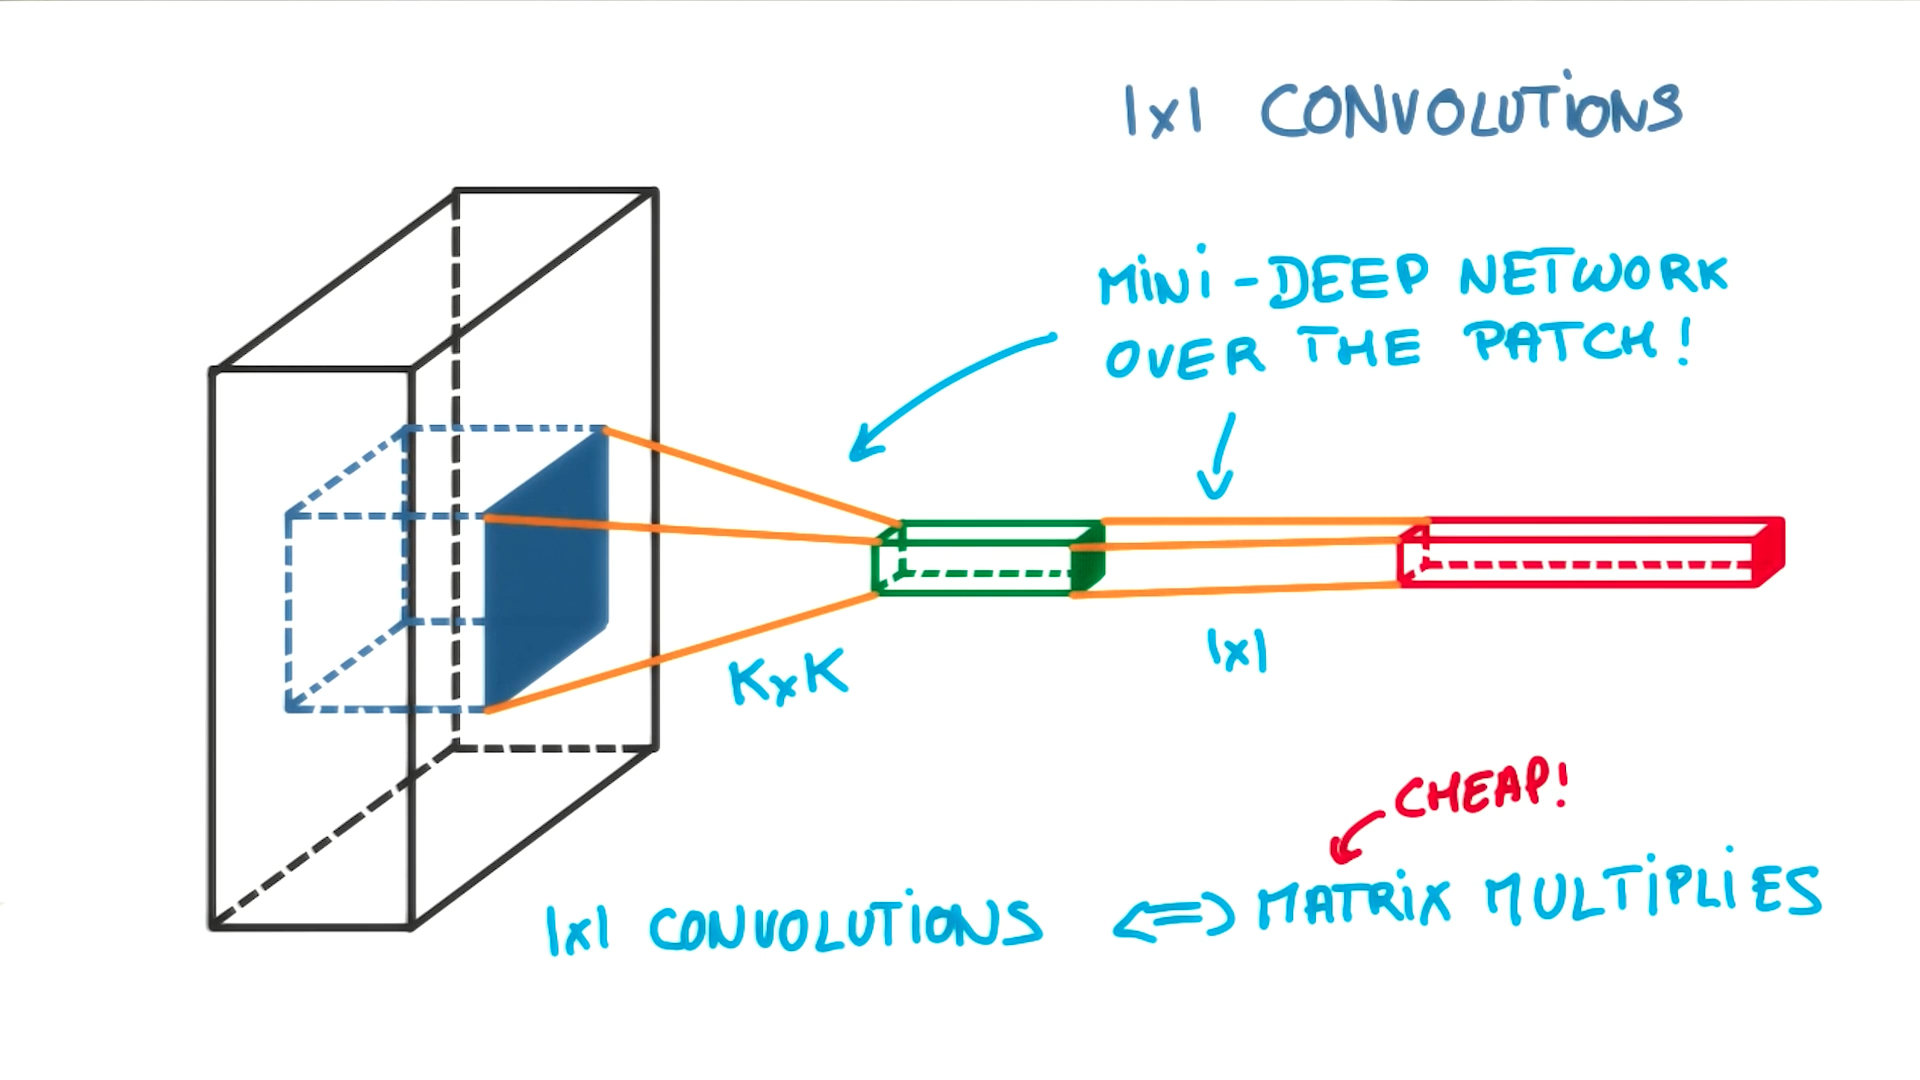 1x1 CONVOLUTIONS
MINI-DEEP NETWORK
OVER THE PATCH!
KxK
1x1
CHEAP!
1x1 CONVOLUTIONS <=> MATRIX MULTIPLIES